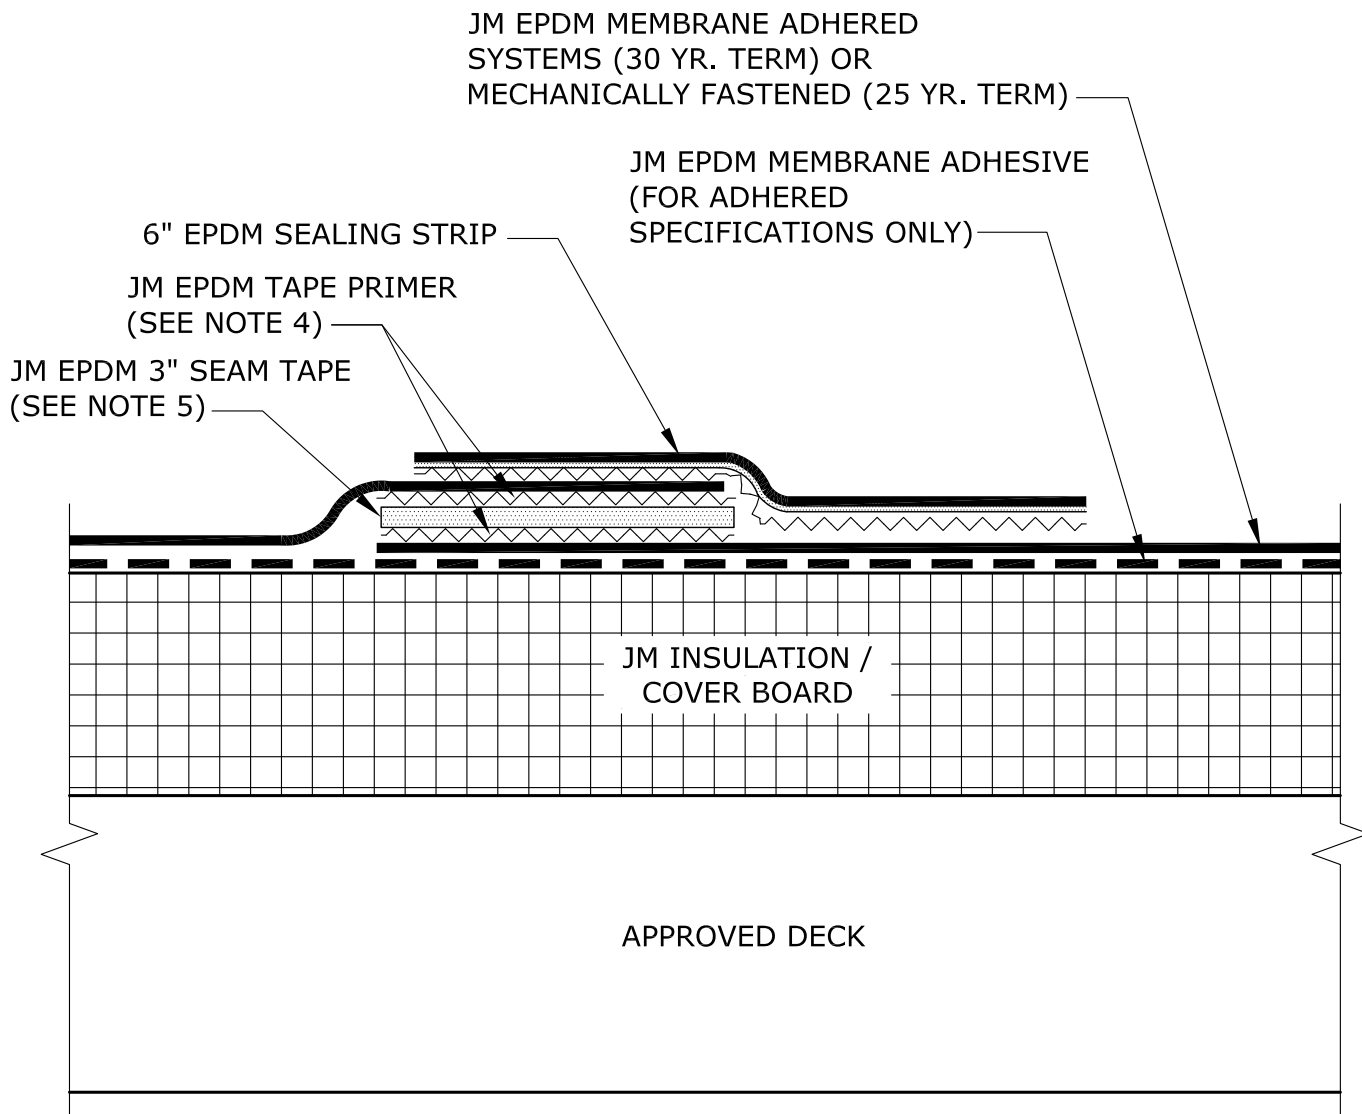 JM EPDM MEMBRANE ADHERED
SYSTEMS (30 YR. TERM) OR
MECHANICALLY FASTENED (25 YR. TERM)
JM EPDM MEMBRANE ADHESIVE
(FOR ADHERED
SPECIFICATIONS ONLY)
6" EPDM SEALING STRIP
JM EPDM TAPE PRIMER
(SEE NOTE 4)
JM EPDM 3" SEAM TAPE
(SEE NOTE 5)
JM INSULATION /
COVER BOARD
APPROVED DECK